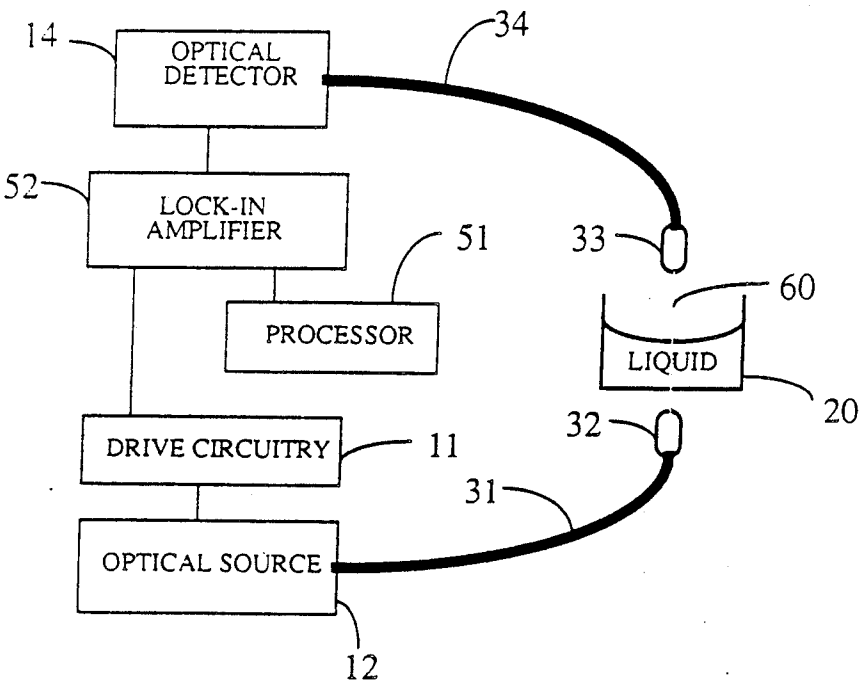 14
OPTICAL
DETECTOR
34
52
LOCK-IN
AMPLIFIER
51
33
60
PROCESSOR
LIQUID
20
DRIVE CIRCUITRY
11
32
31
OPTICAL SOURCE
12